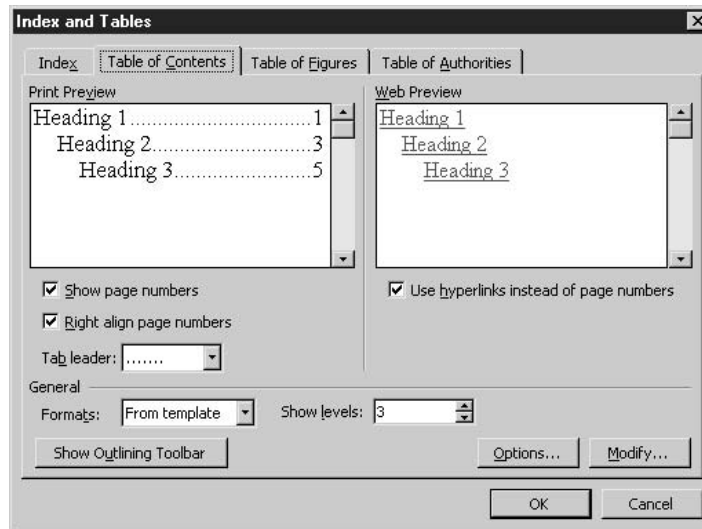 Index and Tables
Index Table of Contents Table of Figures Table of Authorities
Print Preview
Heading 1..............................1
Heading 2..........................3
Heading 3.......................5
Web Preview
Heading 1
Heading 2
Heading 3
Show page numbers
Right align page numbers
Tab leader: .......
Use hyperlinks instead of page numbers
General
Formats: From template Show levels: 3
Show Outlining Toolbar Options... Modify...
OK Cancel